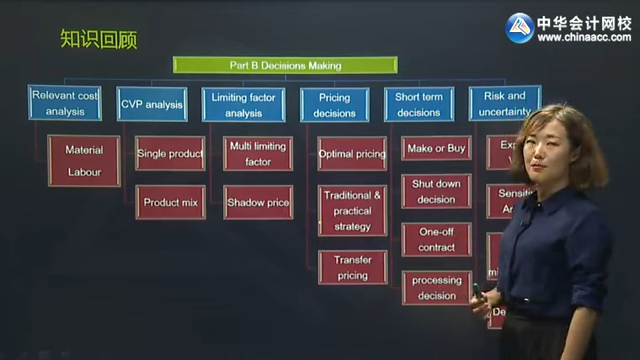 知识回顾
中华会计网校
www.chinaacc.com
Part B Decisions Making
Relevant cost
analysis
CVP analysis
Limiting factor
analysis
Pricing
decisions
Short term
decisions
Risk and
uncertainty
Material
Labour
Single product
Product mix
Multi limiting
factor
Shadow price
Optimal pricing
Traditional &
practical
strategy
Transfer
pricing
Make or Buy
Shut down
decision
One-off
contract
processing
decision